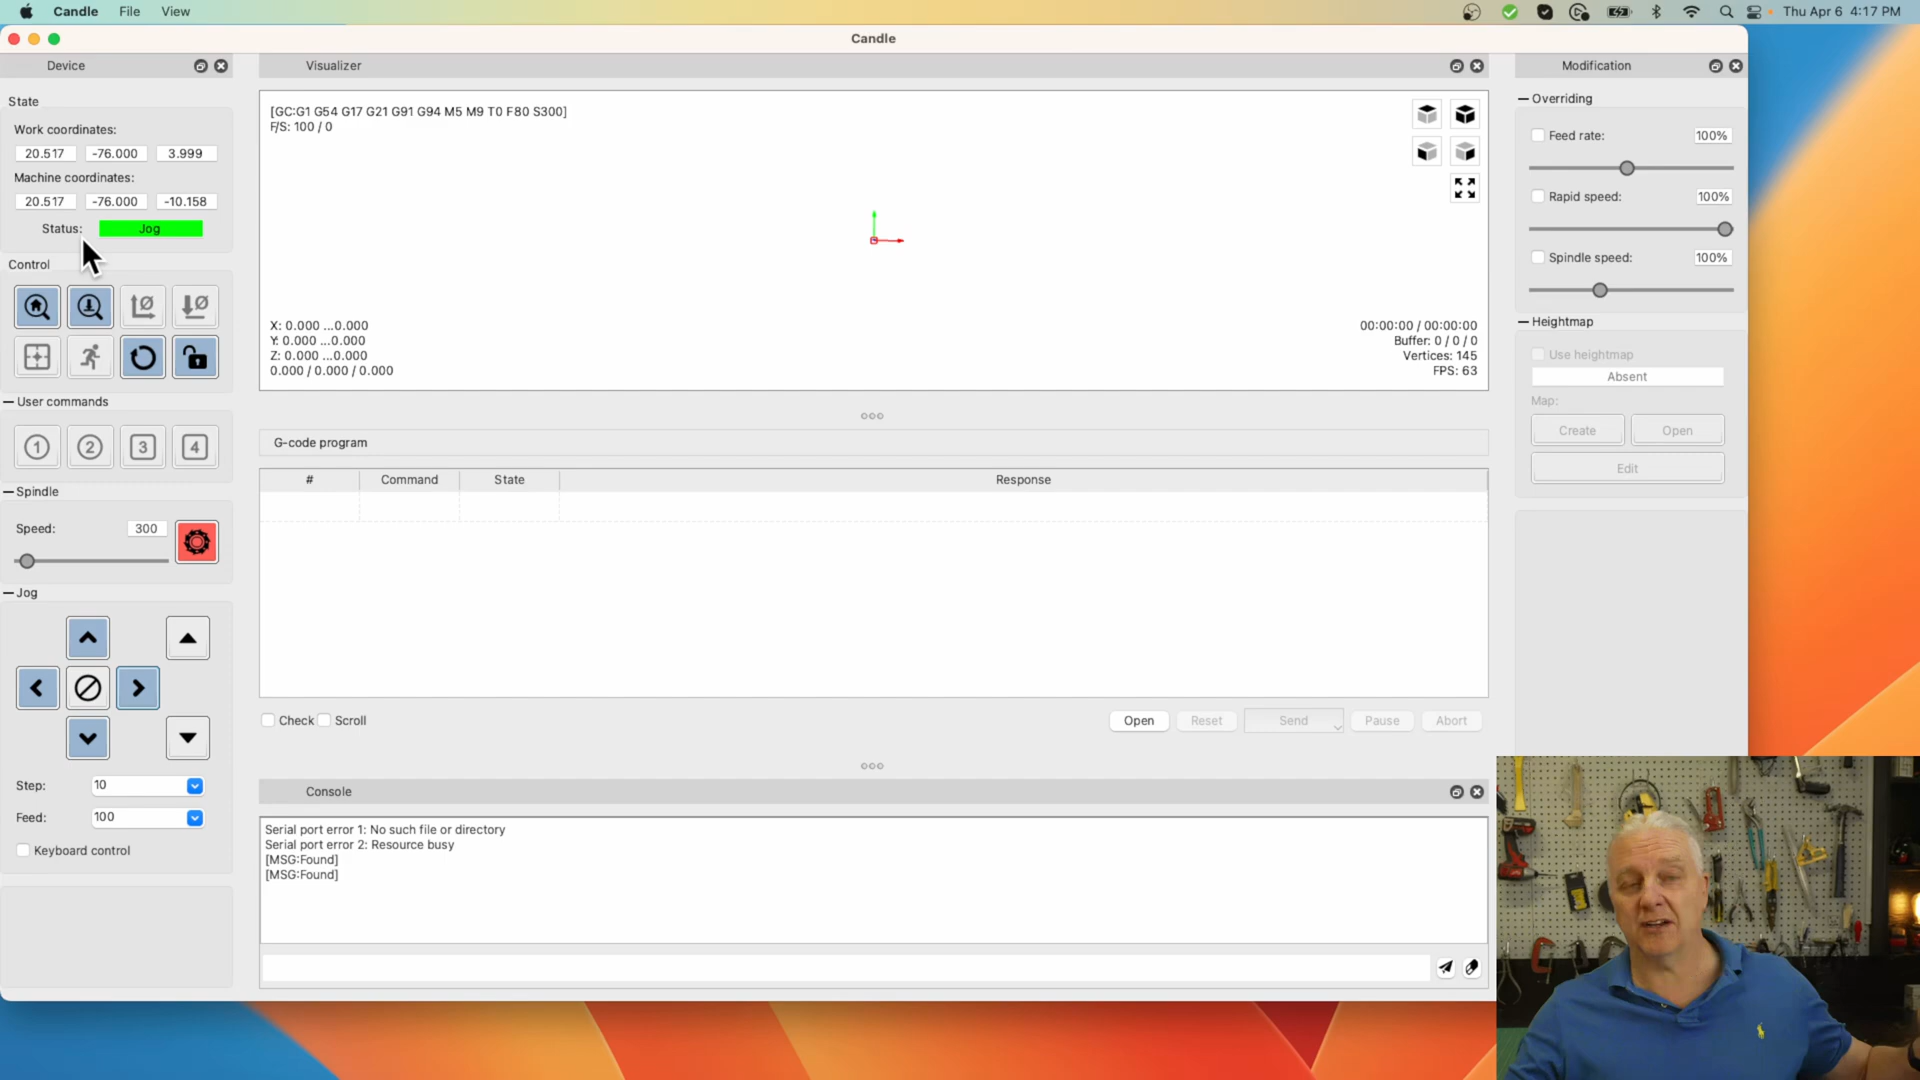 Candle File View
Thu Apr 6 4:17 PM
Candle
Device
State
Work coordinates:
20.517 -76.000 3.999
Machine coordinates:
20.517 -76.000 -10.158
Status: Jog
Control
User commands
1 2 3 4
Spindle
Speed: 300
Jog
Step: 10
Feed: 100
Keyboard control
Visualizer
[GC:G1 G54 G17 G21 G91 G94 M5 M9 T0 F80 S300]
F/S: 100 / 0
X: 0.000 ...0.000
Y: 0.000 ...0.000
Z: 0.000 ...0.000
0.000 / 0.000 / 0.000
00:00:00 / 00:00:00
Buffer: 0 / 0 / 0
Vertices: 145
FPS: 63
G-code program
# Command State Response
Check Scroll
Open Reset Send Pause Abort
Console
Serial port error 1: No such file or directory
Serial port error 2: Resource busy
[MSG:Found]
[MSG:Found]
Modification
Overriding
Feed rate: 100%
Rapid speed: 100%
Spindle speed: 100%
Heightmap
Use heightmap
Absent
Map:
Create Open
Edit